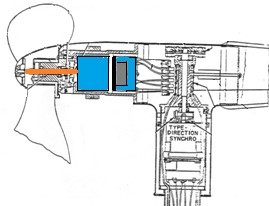 TYPE-
DIRECTION
SYNCHRO